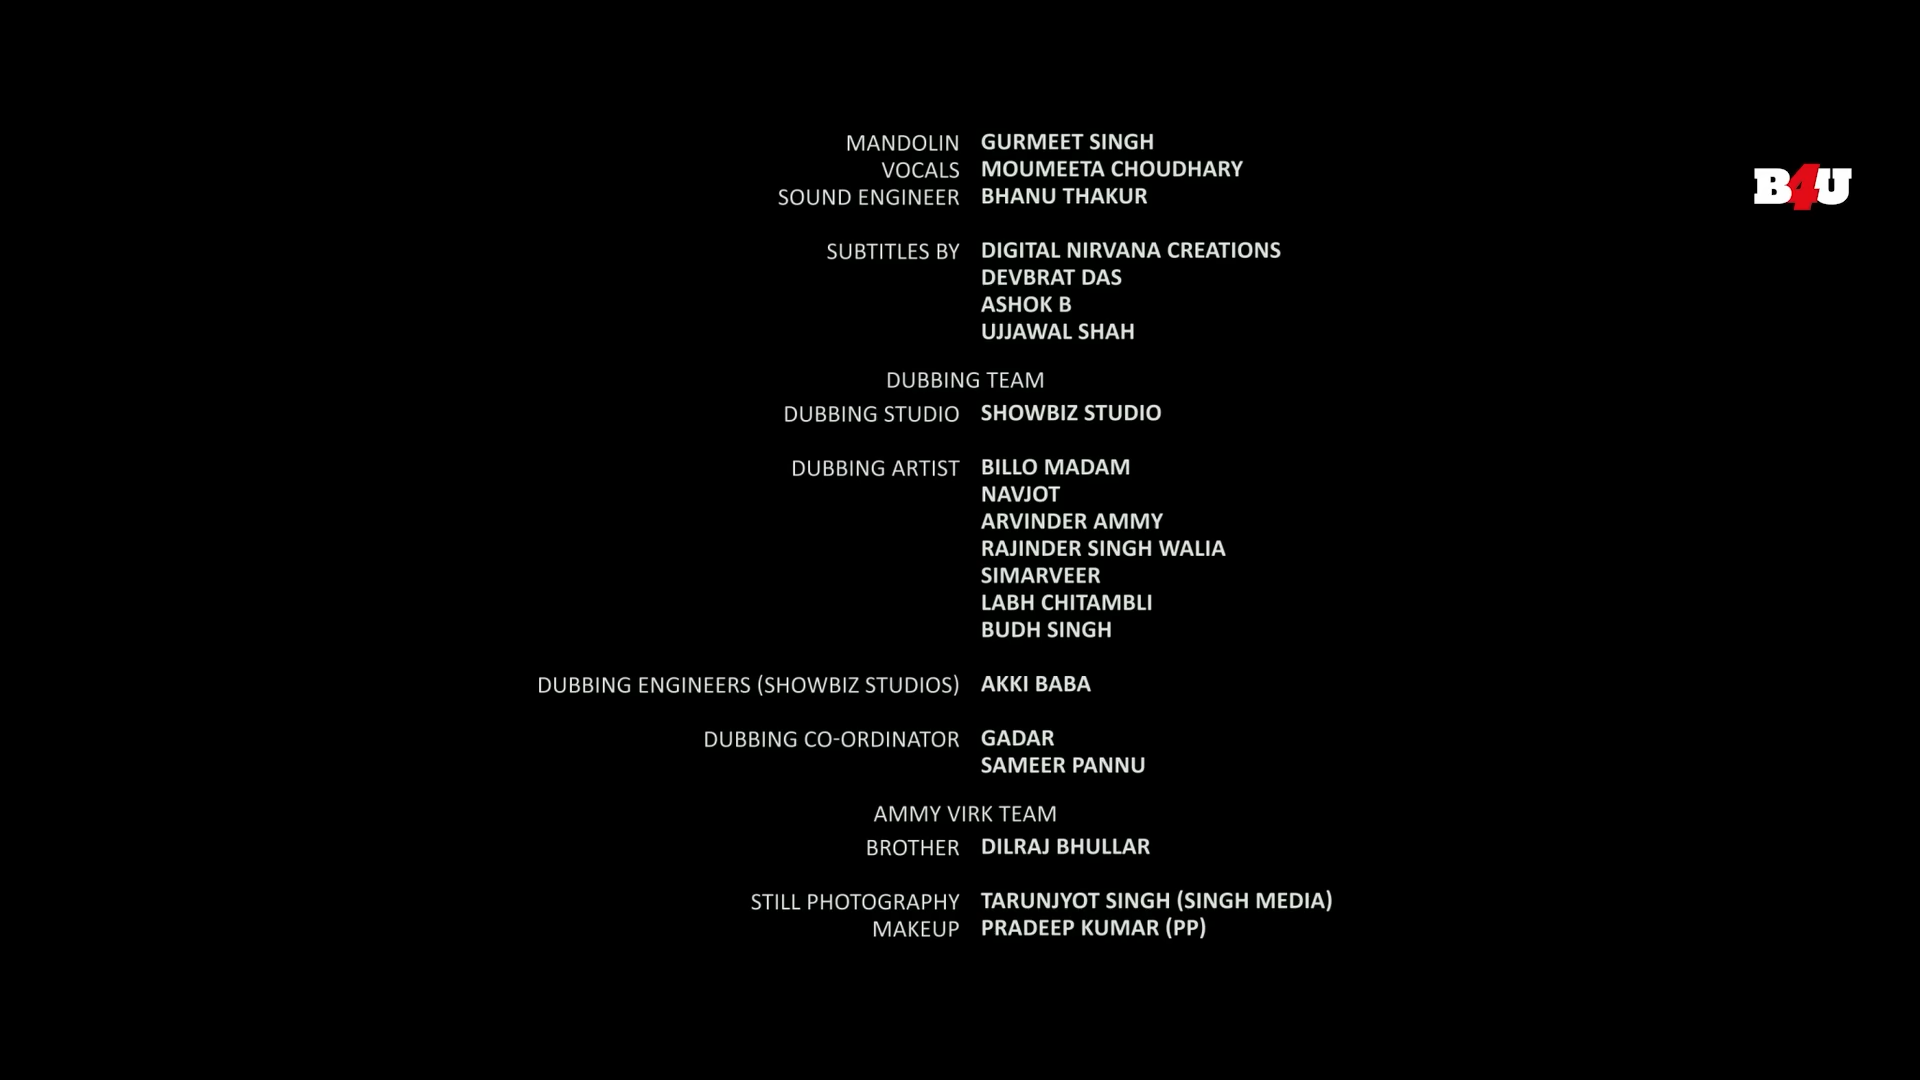 MANDOLIN GURMEET SINGH
VOCALS MOUMEETA CHOUDHARY
SOUND ENGINEER BHANU THAKUR
B4U
SUBTITLES BY DIGITAL NIRVANA CREATIONS
DEVBRAT DAS
ASHOK B
UJJAWAL SHAH
DUBBING TEAM
DUBBING STUDIO SHOWBIZ STUDIO
DUBBING ARTIST BILLO MADAM
NAVJOT
ARVINDER AMMY
RAJINDER SINGH WALIA
SIMARVEER
LABH CHITAMBLI
BUDH SINGH
DUBBING ENGINEERS (SHOWBIZ STUDIOS) AKKI BABA
DUBBING CO-ORDINATOR GADAR
SAMEER PANNU
AMMY VIRK TEAM
BROTHER DILRAJ BHULLAR
STILL PHOTOGRAPHY TARUNJYOT SINGH (SINGH MEDIA)
MAKEUP PRADEEP KUMAR (PP)